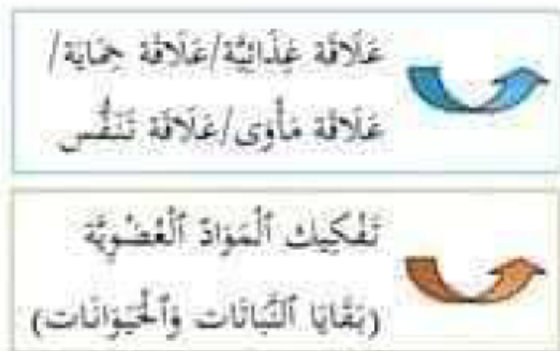 عَلَاقَة غِذَائِيَّة/عَلَاقَة حِمَايَة/
عَلَاقَة مَأْوَى/عَلَاقَة تَنَفُّس
تَفْكِيك ٱلْمَوَادّ ٱلْعُضْوِيَّة
(بَقَايَا ٱلنَّبَاتَات وَٱلْحَيَوَانَات)